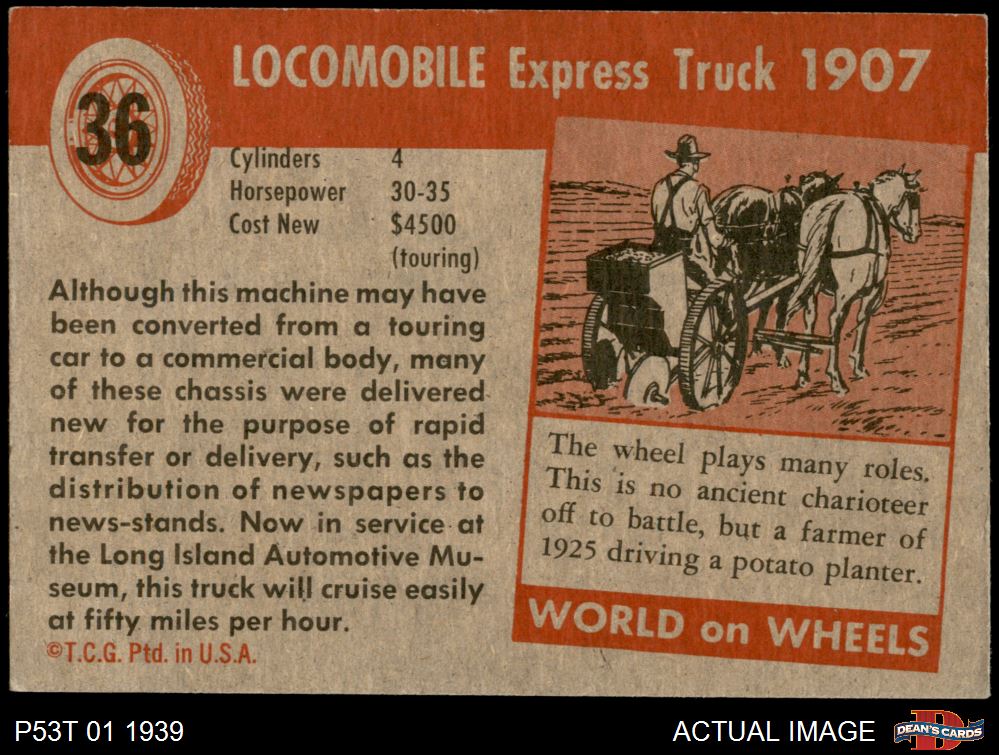 36
LOCOMOBILE Express Truck 1907
Cylinders 4
Horsepower 30-35
Cost New $4500
(touring)
Although this machine may have
been converted from a touring
car to a commercial body, many
of these chassis were delivered
new for the purpose of rapid
transfer or delivery, such as the
distribution of newspapers to
news-stands. Now in service at
the Long Island Automotive Mu-
seum, this truck will cruise easily
at fifty miles per hour.
©T.C.G. Ptd. in U.S.A.
The wheel plays many roles.
This is no ancient charioteer
off to battle, but a farmer of
1925 driving a potato planter.
WORLD on WHEELS
P53T 01 1939
ACTUAL IMAGE
DEAN'S CARDS